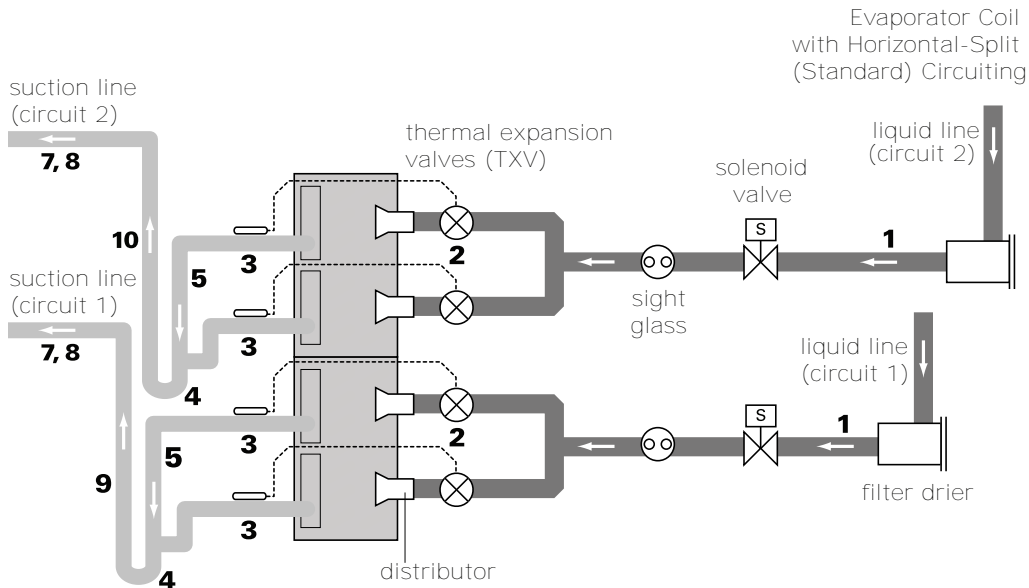 Evaporator Coil
with Horizontal-Split
(Standard) Circuiting
suction line
(circuit 2)
7, 8
thermal expansion
valves (TXV)
liquid line
(circuit 2)
solenoid
valve
S
1
10
3
2
5
suction line
(circuit 1)
7, 8
sight
glass
3
4
liquid line
(circuit 1)
S
1
2
3
5
9
filter drier
3
4
distributor